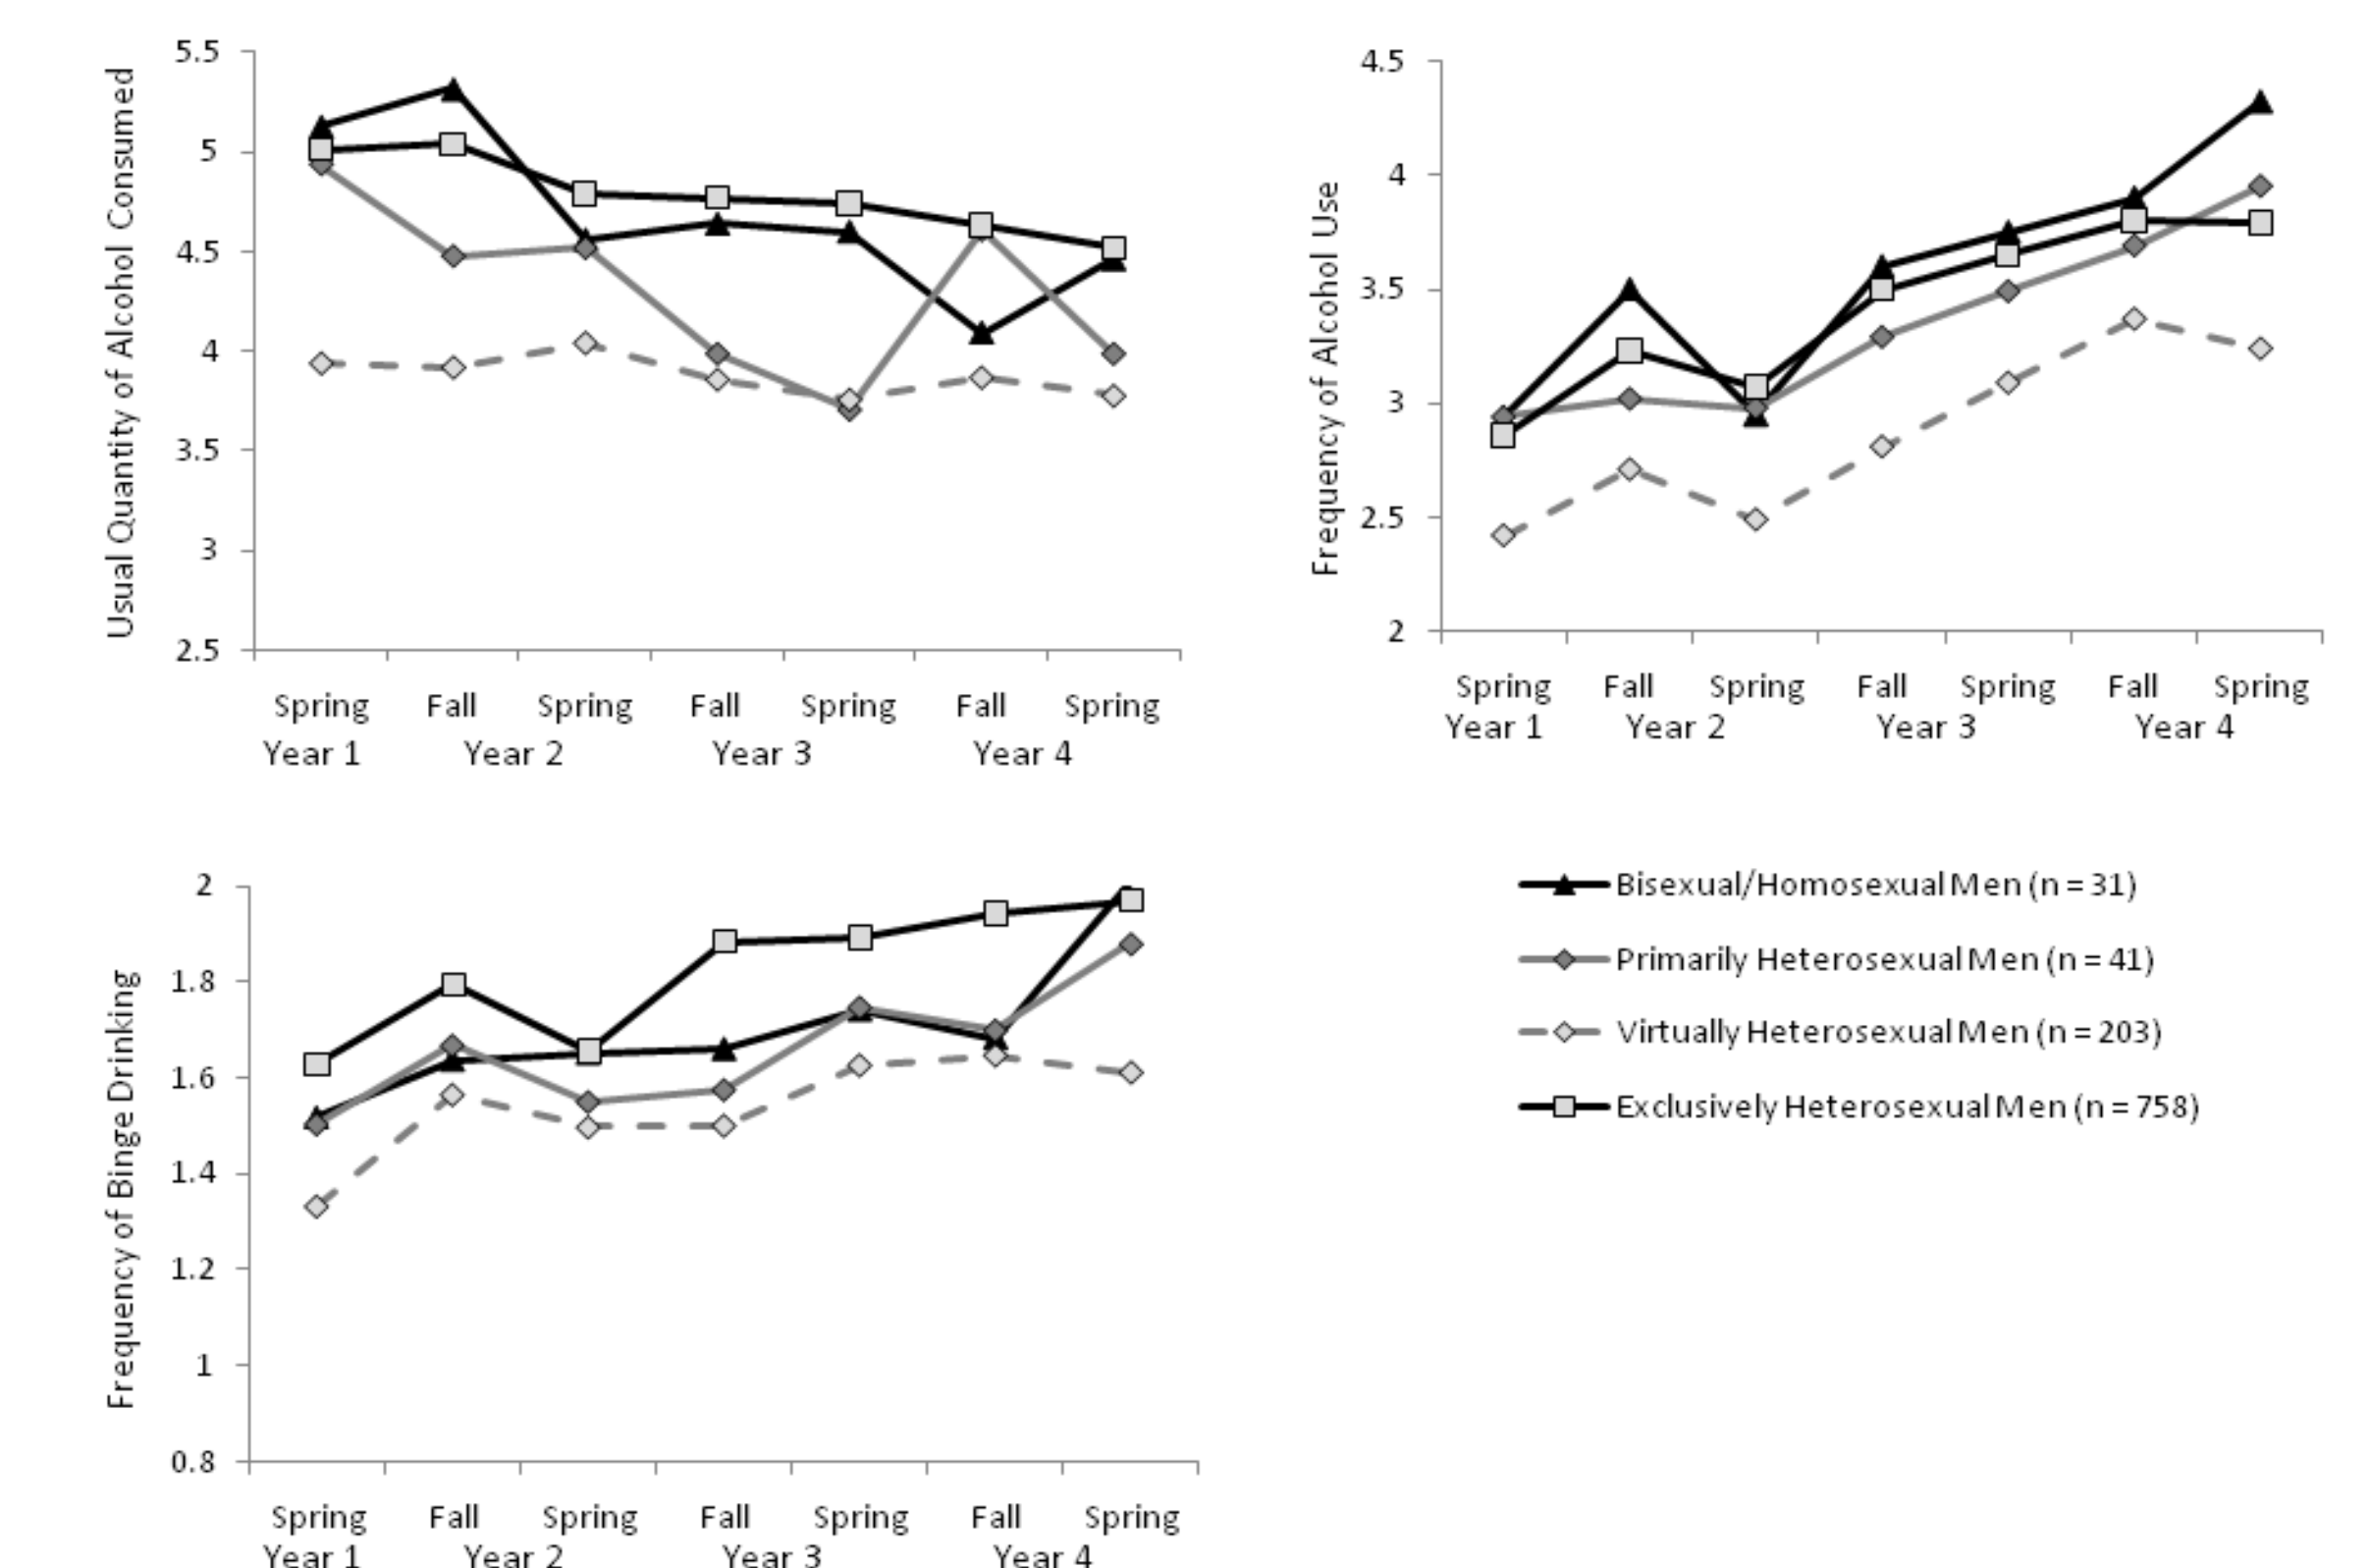 Usual Quantity of Alcohol Consumed
5.5
5
4.5
4
3.5
3
2.5
Spring Fall Spring Fall Spring Fall Spring
Year 1 Year 2 Year 3 Year 4
Frequency of Alcohol Use
4.5
4
3.5
3
2.5
2
Spring Fall Spring Fall Spring Fall Spring
Year 1 Year 2 Year 3 Year 4
Frequency of Binge Drinking
2
1.8
1.6
1.4
1.2
1
0.8
Spring Fall Spring Fall Spring Fall Spring
Year 1 Year 2 Year 3 Year 4
Bisexual/Homosexual Men (n = 31)
Primarily Heterosexual Men (n = 41)
Virtually Heterosexual Men (n = 203)
Exclusively Heterosexual Men (n = 758)